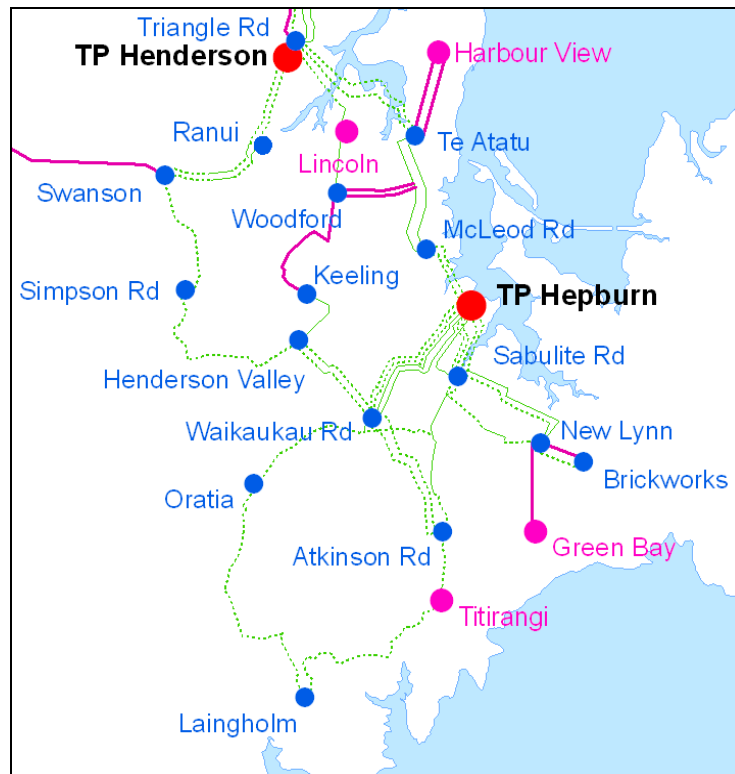 Triangle Rd
TP Henderson
Harbour View
Ranui
Te Atatu
Lincoln
Swanson
Woodford
McLeod Rd
Keeling
Simpson Rd
TP Hepburn
Sabulite Rd
Henderson Valley
Waikaukau Rd
New Lynn
Brickworks
Oratia
Atkinson Rd
Green Bay
Titirangi
Laingholm